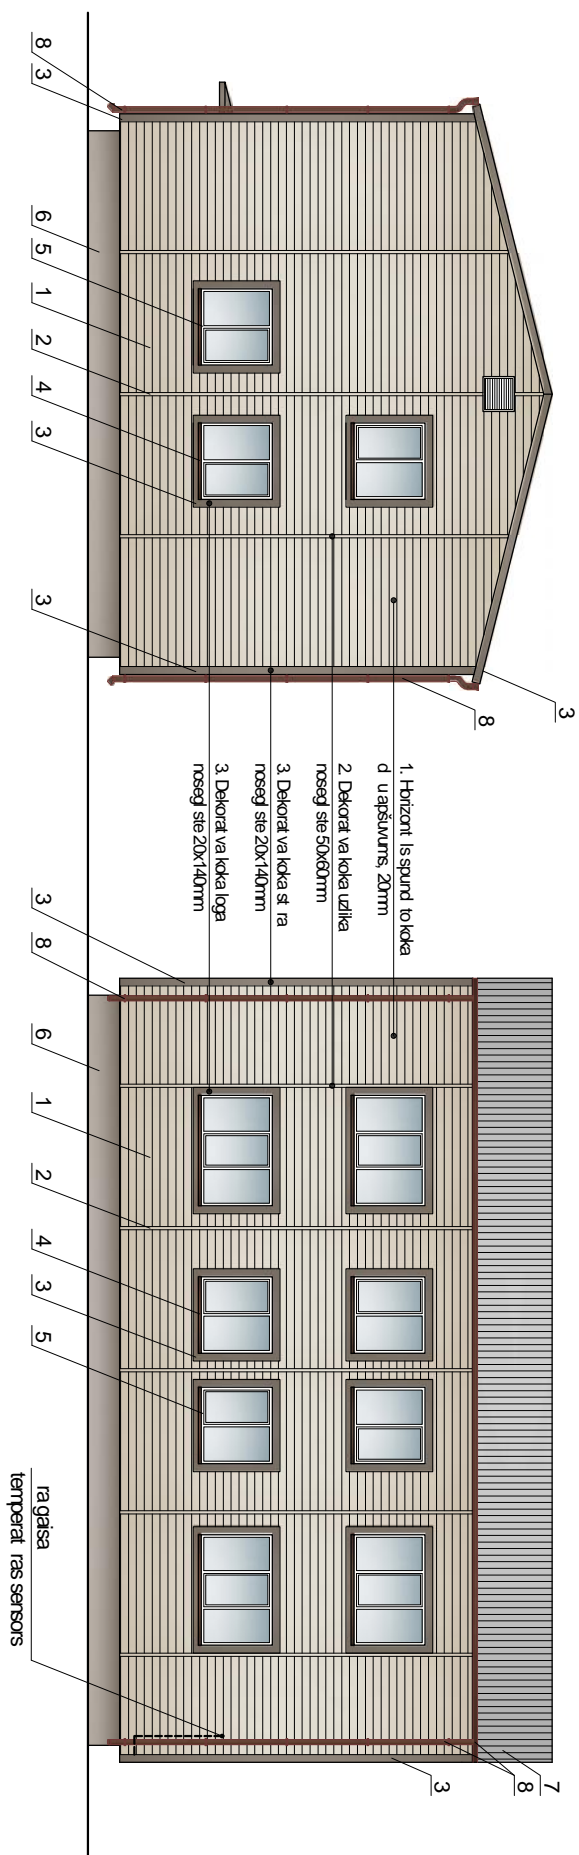 3
7
8
8
3
1. Horizont ls spund to koka
d u apšuvums, 20mm
2. Dekorat va koka uzlika
nosegl ste 50x60mm
3. Dekorat va koka st ra
nosegl ste 20x140mm
3. Dekorat va koka loga
nosegl ste 20x140mm
8 3 6 5 1 2 4 3 3 3 8 6 1 2 4 3 5
ra gaisa
temperat ras sensors